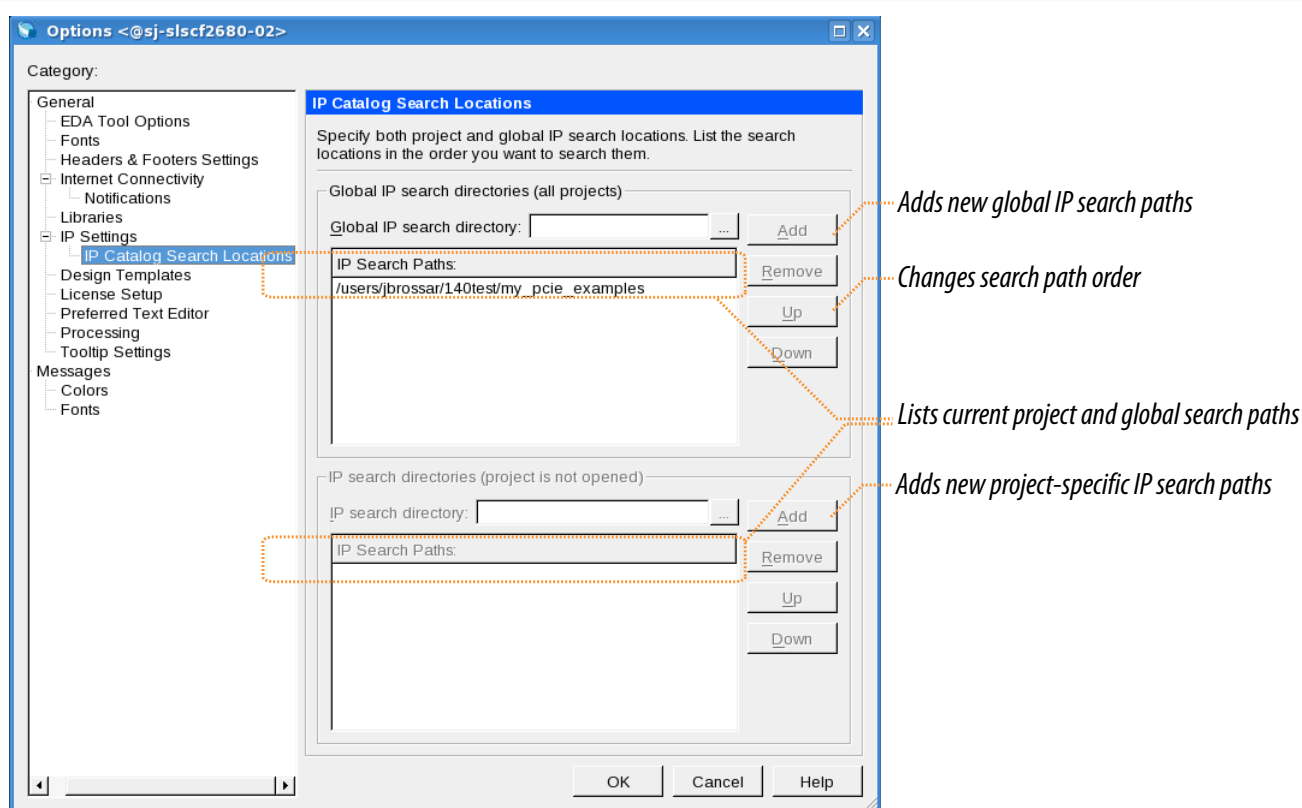 Options <@sj-slscf2680-02>
Category:
General
EDA Tool Options
Fonts
Headers & Footers Settings
Internet Connectivity
Notifications
Libraries
IP Settings
IP Catalog Search Locations
Design Templates
License Setup
Preferred Text Editor
Processing
Tooltip Settings
Messages
Colors
Fonts
IP Catalog Search Locations
Specify both project and global IP search locations. List the search
locations in the order you want to search them.
Global IP search directories (all projects)
Global IP search directory:
...
Add
IP Search Paths:
Remove
/users/jbrossar/140test/my_pcie_examples
Up
Down
IP search directories (project is not opened)
IP search directory:
...
Add
IP Search Paths:
Remove
Up
Down
OK
Cancel
Help
Adds new global IP search paths
Changes search path order
Lists current project and global search paths
Adds new project-specific IP search paths